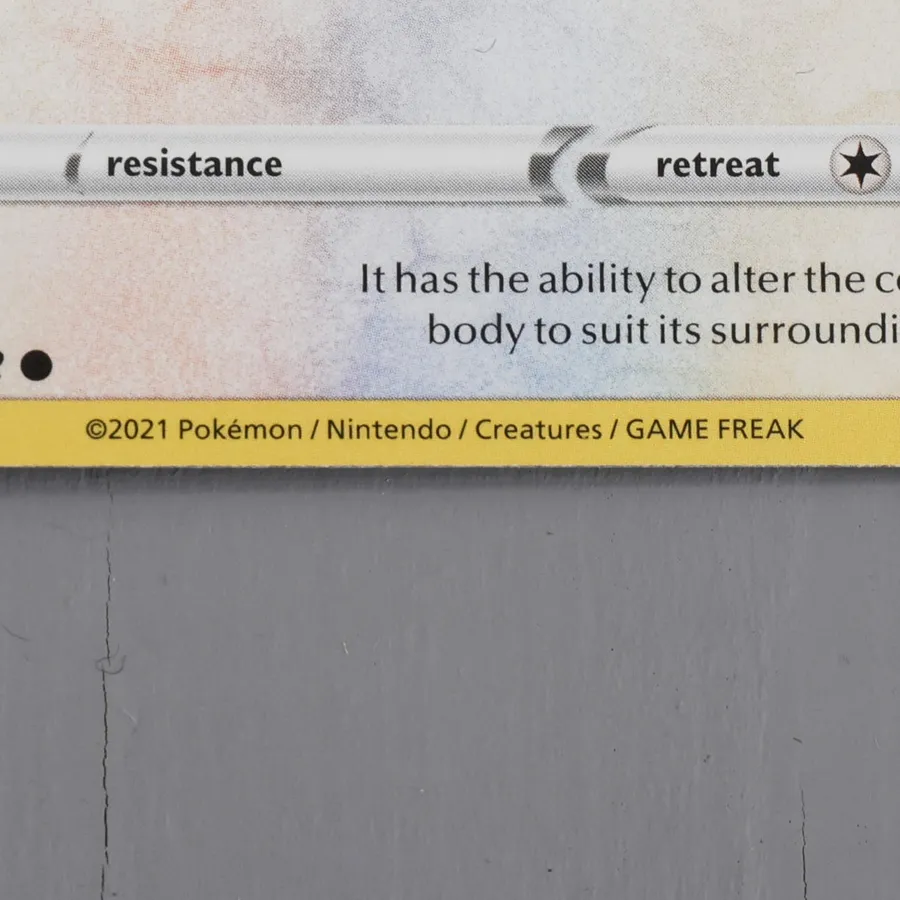 resistance retreat
It has the ability to alter the
body to suit its
©2021 Pokémon / Nintendo / Creatures / GAME FREAK